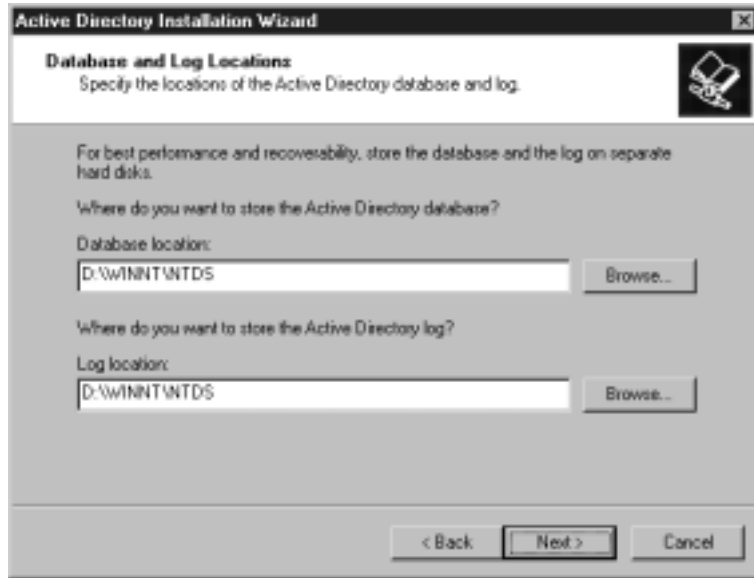 Active Directory Installation Wizard
Database and Log Locations
Specify the locations of the Active Directory database and log.
For best performance and recoverability, store the database and the log on separate
hard disks.
Where do you want to store the Active Directory database?
Database location:
D:\WINNT\NTDS
Browse...
Where do you want to store the Active Directory log?
Log location:
D:\WINNT\NTDS
Browse...
< Back
Next >
Cancel